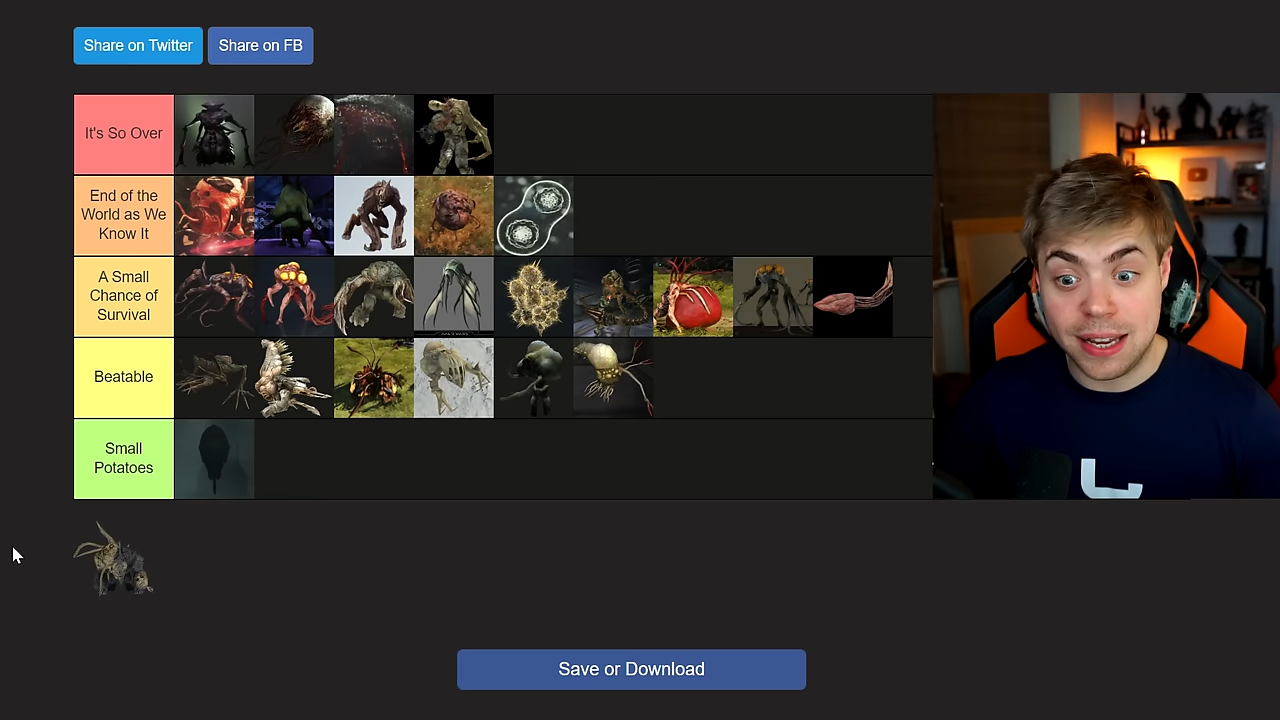 Share on Twitter
Share on FB
It's So Over
End of the
World as We
Know It
A Small
Chance of
Survival
Beatable
Small
Potatoes
Save or Download